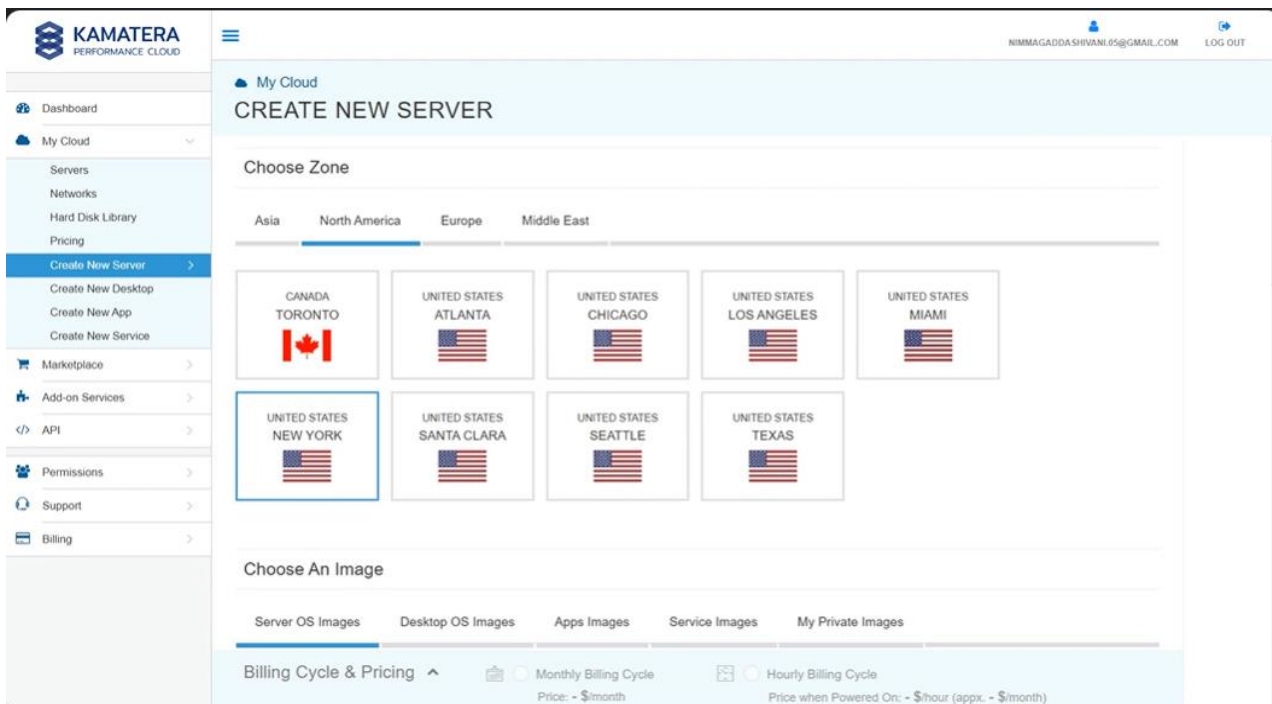 KAMATERA
PERFORMANCE CLOUD
NIMMAGADDASHIVANI.05@GMAIL.COM
LOG OUT
Dashboard
My Cloud
Servers
Networks
Hard Disk Library
Pricing
Create New Server
Create New Desktop
Create New App
Create New Service
Marketplace
Add-on Services
</> API
Permissions
Support
Billing
My Cloud
CREATE NEW SERVER
Choose Zone
Asia North America Europe Middle East
CANADA
TORONTO
UNITED STATES
ATLANTA
UNITED STATES
CHICAGO
UNITED STATES
LOS ANGELES
UNITED STATES
MIAMI
UNITED STATES
NEW YORK
UNITED STATES
SANTA CLARA
UNITED STATES
SEATTLE
UNITED STATES
TEXAS
Choose An Image
Server OS Images Desktop OS Images Apps Images Service Images My Private Images
Billing Cycle & Pricing
Monthly Billing Cycle
Price: - $/month
Hourly Billing Cycle
Price when Powered On: - $/hour (appx. - $/month)